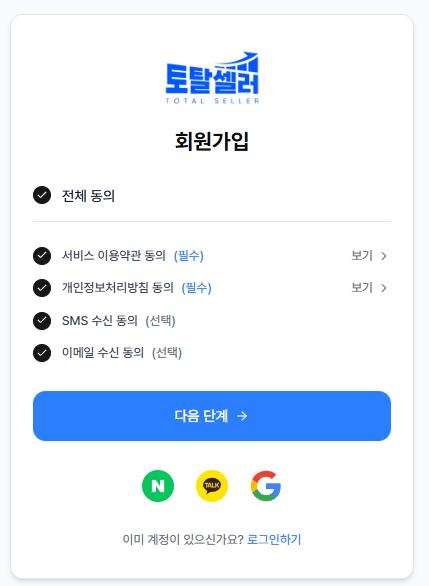 토탈셀러
TOTAL SELLER
회원가입
전체 동의
서비스 이용약관 동의 (필수) 보기
개인정보처리방침 동의 (필수) 보기
SMS 수신 동의 (선택)
이메일 수신 동의 (선택)
다음 단계 →
N TALK G
이미 계정이 있으신가요? 로그인하기